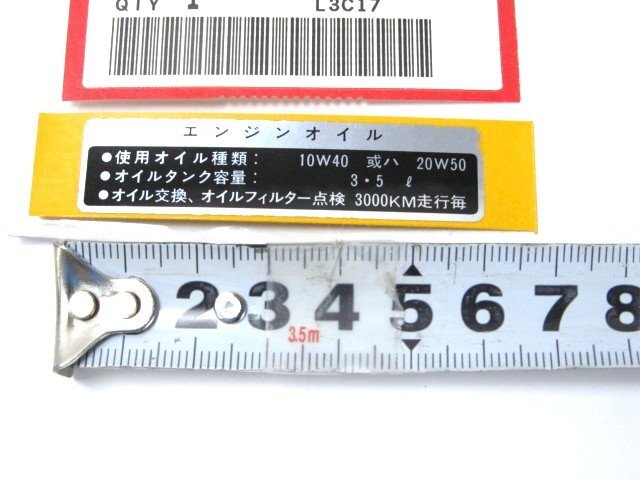 QTY 1 L3C17
エンジンオイル
●使用オイル種類: 10W40 或ハ 20W50
●オイルタンク容量: 3・5 ℓ
●オイル交換、オイルフィルター点検 3000KM走行毎
2 3 4 5 6 7 8
3.5m